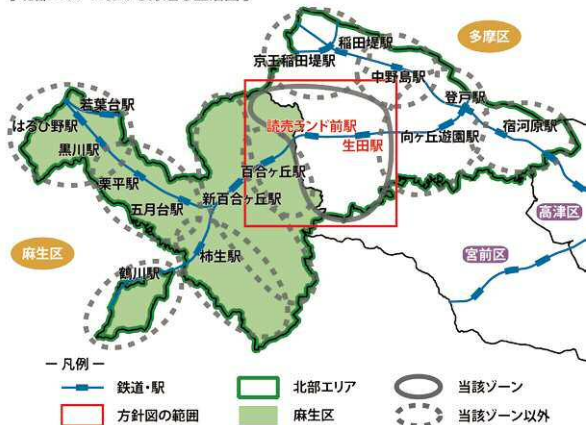 稲田堤駅
京王稲田堤駅
多摩区
中野島駅
登戸駅
若葉台駅
宿河原駅
はるひ野駅
読売ランド前駅
向ヶ丘遊園駅
生田駅
黒川駅
百合ヶ丘駅
栗平駅
新百合ヶ丘駅
高津区
五月台駅
宮前区
麻生区
柿生駅
鶴川駅
― 凡例 ―
鉄道・駅
北部エリア
当該ゾーン
方針図の範囲
麻生区
当該ゾーン以外